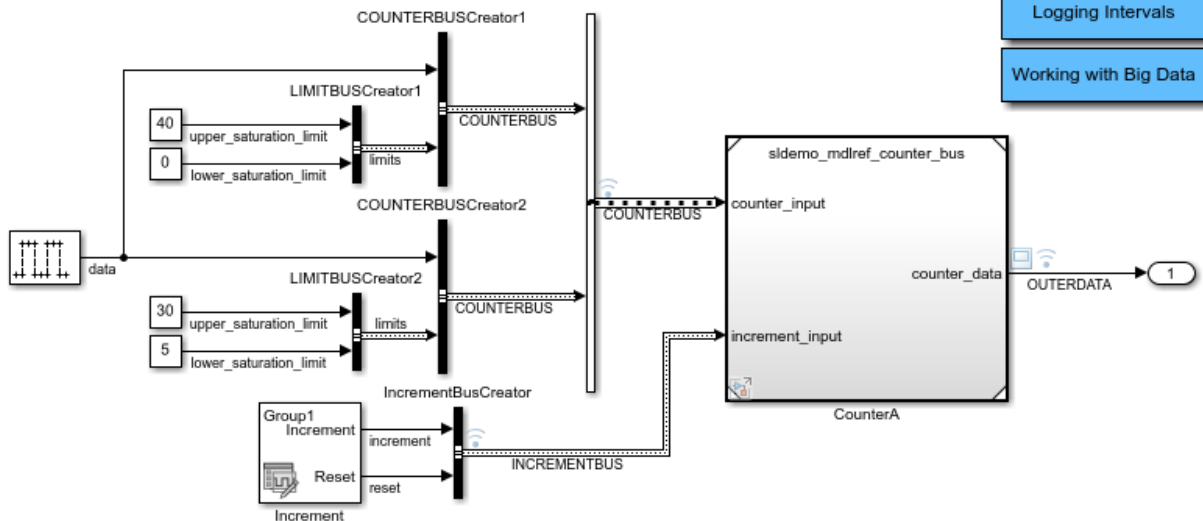 COUNTERBUSCreator1
Logging Intervals
Working with Big Data
LIMITBUSCreator1
40
upper_saturation_limit
0
lower_saturation_limit
limits
COUNTERBUS
sldemo_mdlref_counter_bus
COUNTERBUSCreator2
counter_input
COUNTERBUS
data
LIMITBUSCreator2
counter_data
OUTERDATA
1
30
upper_saturation_limit
5
lower_saturation_limit
limits
COUNTERBUS
increment_input
IncrementBusCreator
CounterA
Group1
Increment
increment
Reset
reset
INCREMENTBUS
Increment